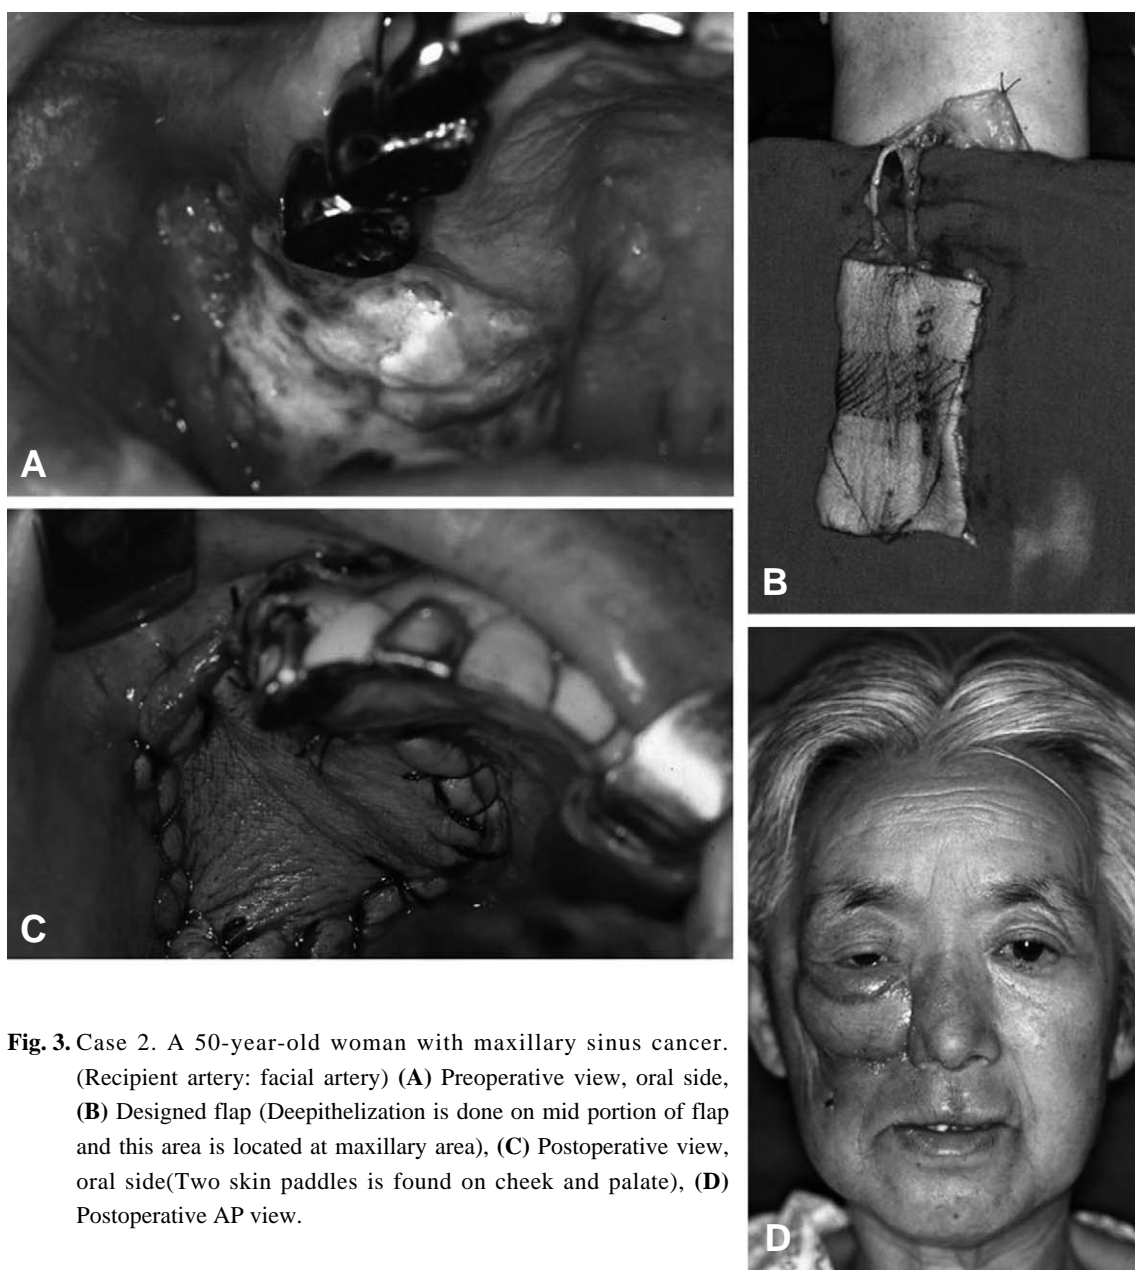 A
B
C
D
Fig. 3. Case 2. A 50-year-old woman with maxillary sinus cancer.
(Recipient artery: facial artery) (A) Preoperative view, oral side,
(B) Designed flap (Deepithelization is done on mid portion of flap
and this area is located at maxillary area), (C) Postoperative view,
oral side(Two skin paddles is found on cheek and palate), (D)
Postoperative AP view.